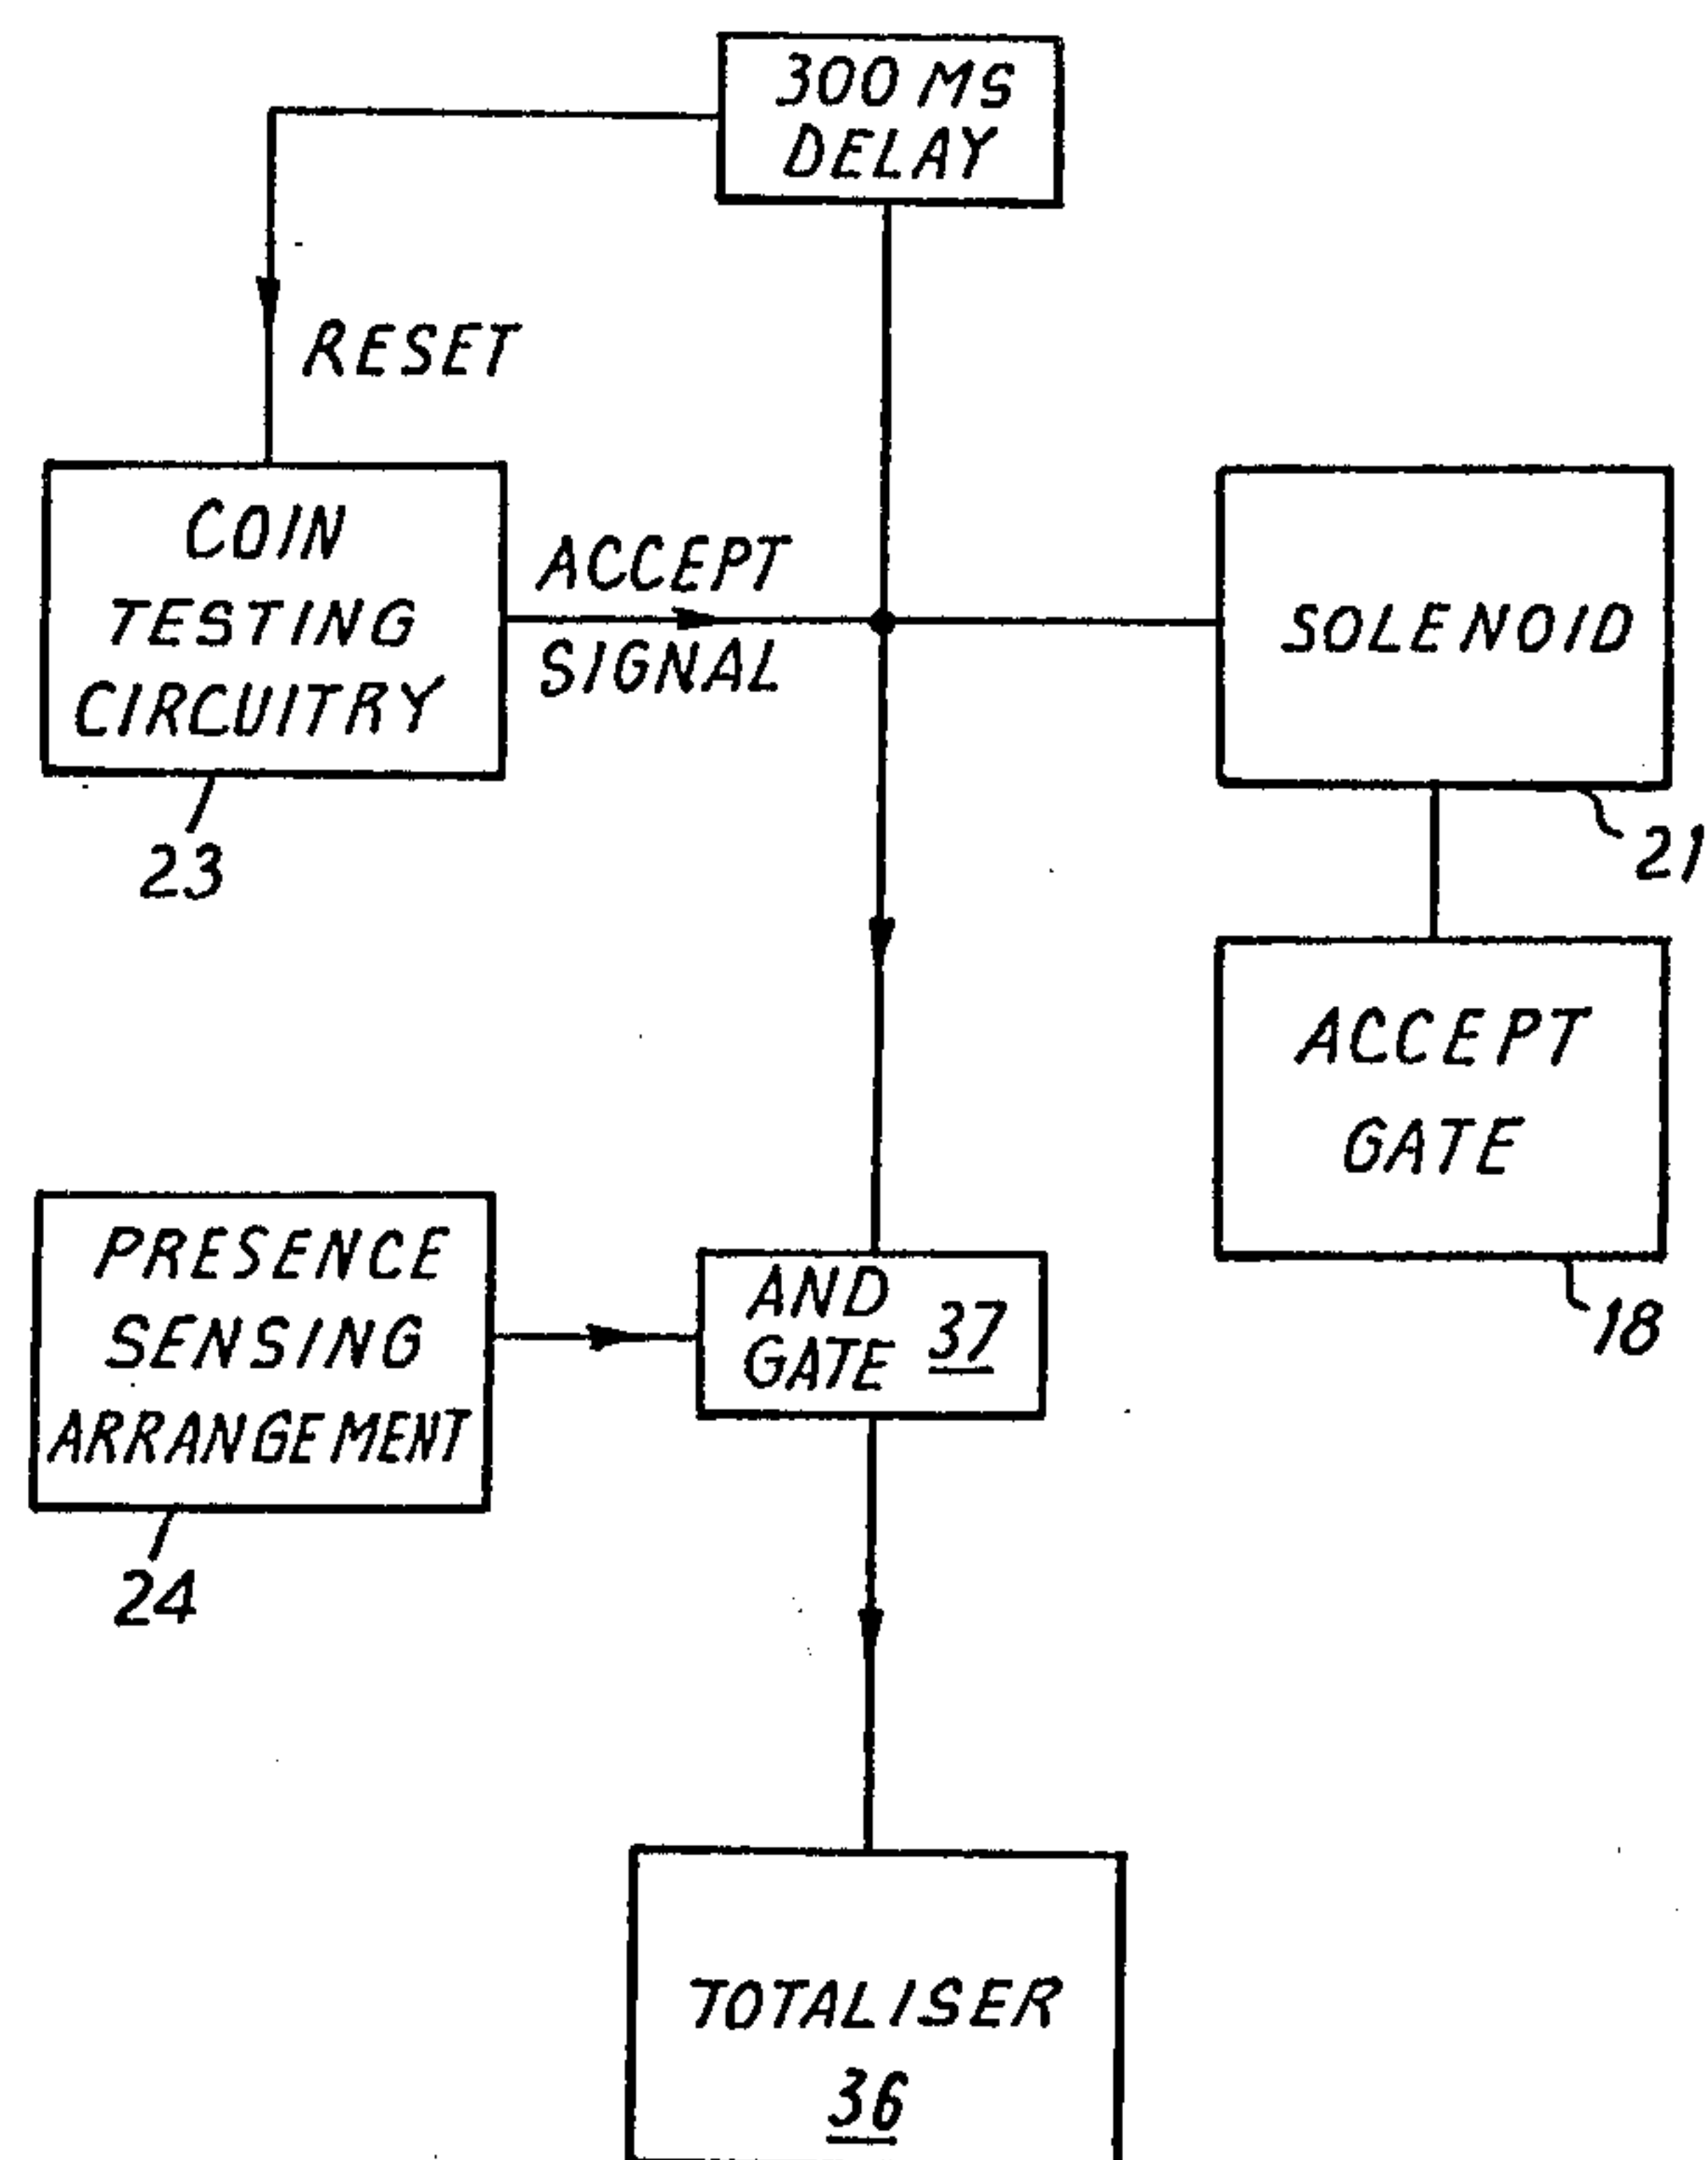 300 MS
DELAY
RESET
COIN
TESTING
CIRCUITRY
23
ACCEPT
SIGNAL
SOLENOID
21
ACCEPT
GATE
18
PRESENCE
SENSING
ARRANGEMENT
24
AND
GATE 37
TOTALISER
36